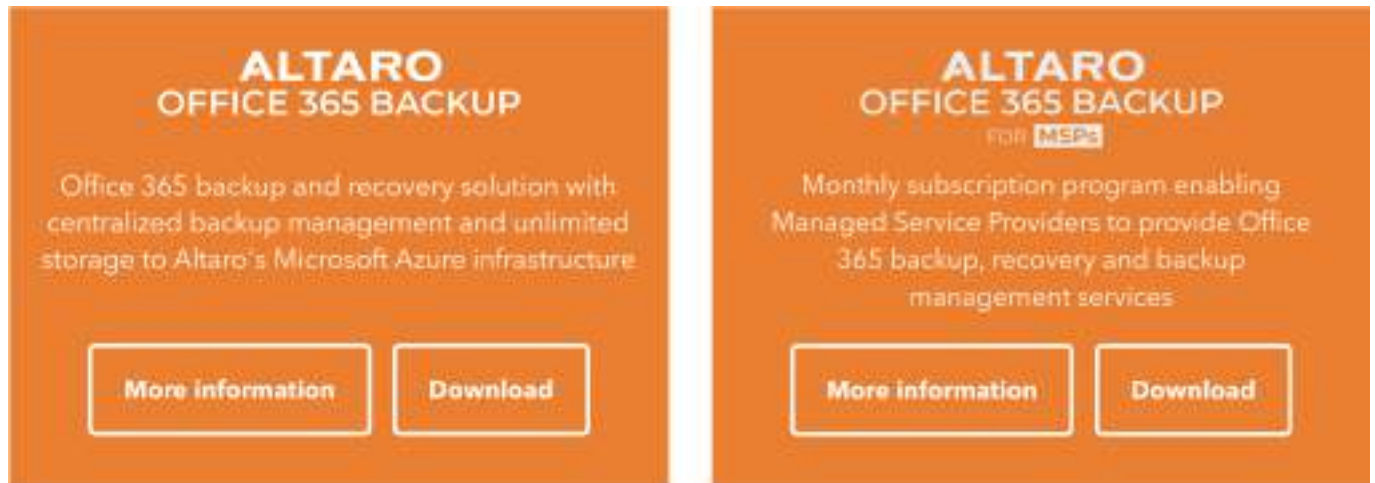 ALTARO
OFFICE 365 BACKUP
Office 365 backup and recovery solution with
centralized backup management and unlimited
storage to Altaro's Microsoft Azure infrastructure
More information
Download
ALTARO
OFFICE 365 BACKUP
FOR MSPs
Monthly subscription program enabling
Managed Service Providers to provide Office
365 backup, recovery and backup
management services
More information
Download